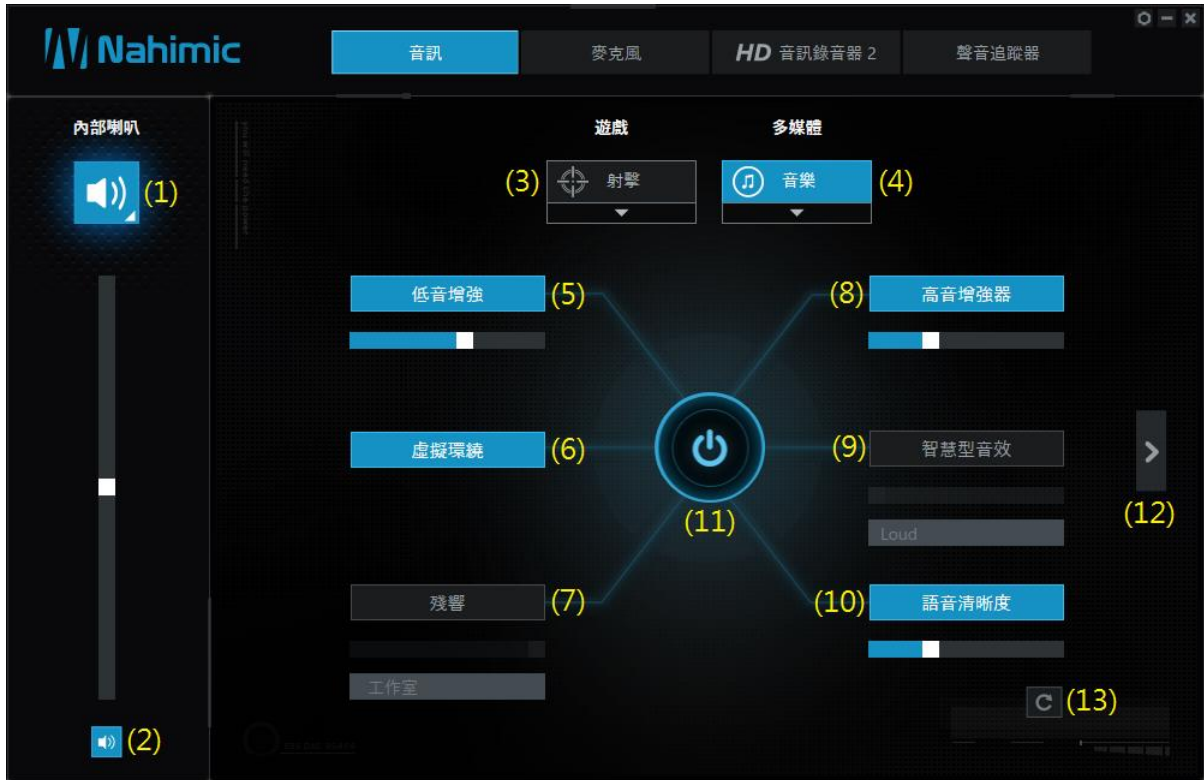 Nahimic
音訊
麥克風
HD 音訊錄音器 2
聲音追蹤器
內部喇叭
(1)
遊戲
多媒體
(3) 射擊
音樂 (4)
低音增強 (5)
(8) 高音增強器
虛擬環繞 (6)
(9) 智慧型音效
(11)
(12)
Loud
殘響 (7)
(10) 語音清晰度
工作室
(13)
(2)